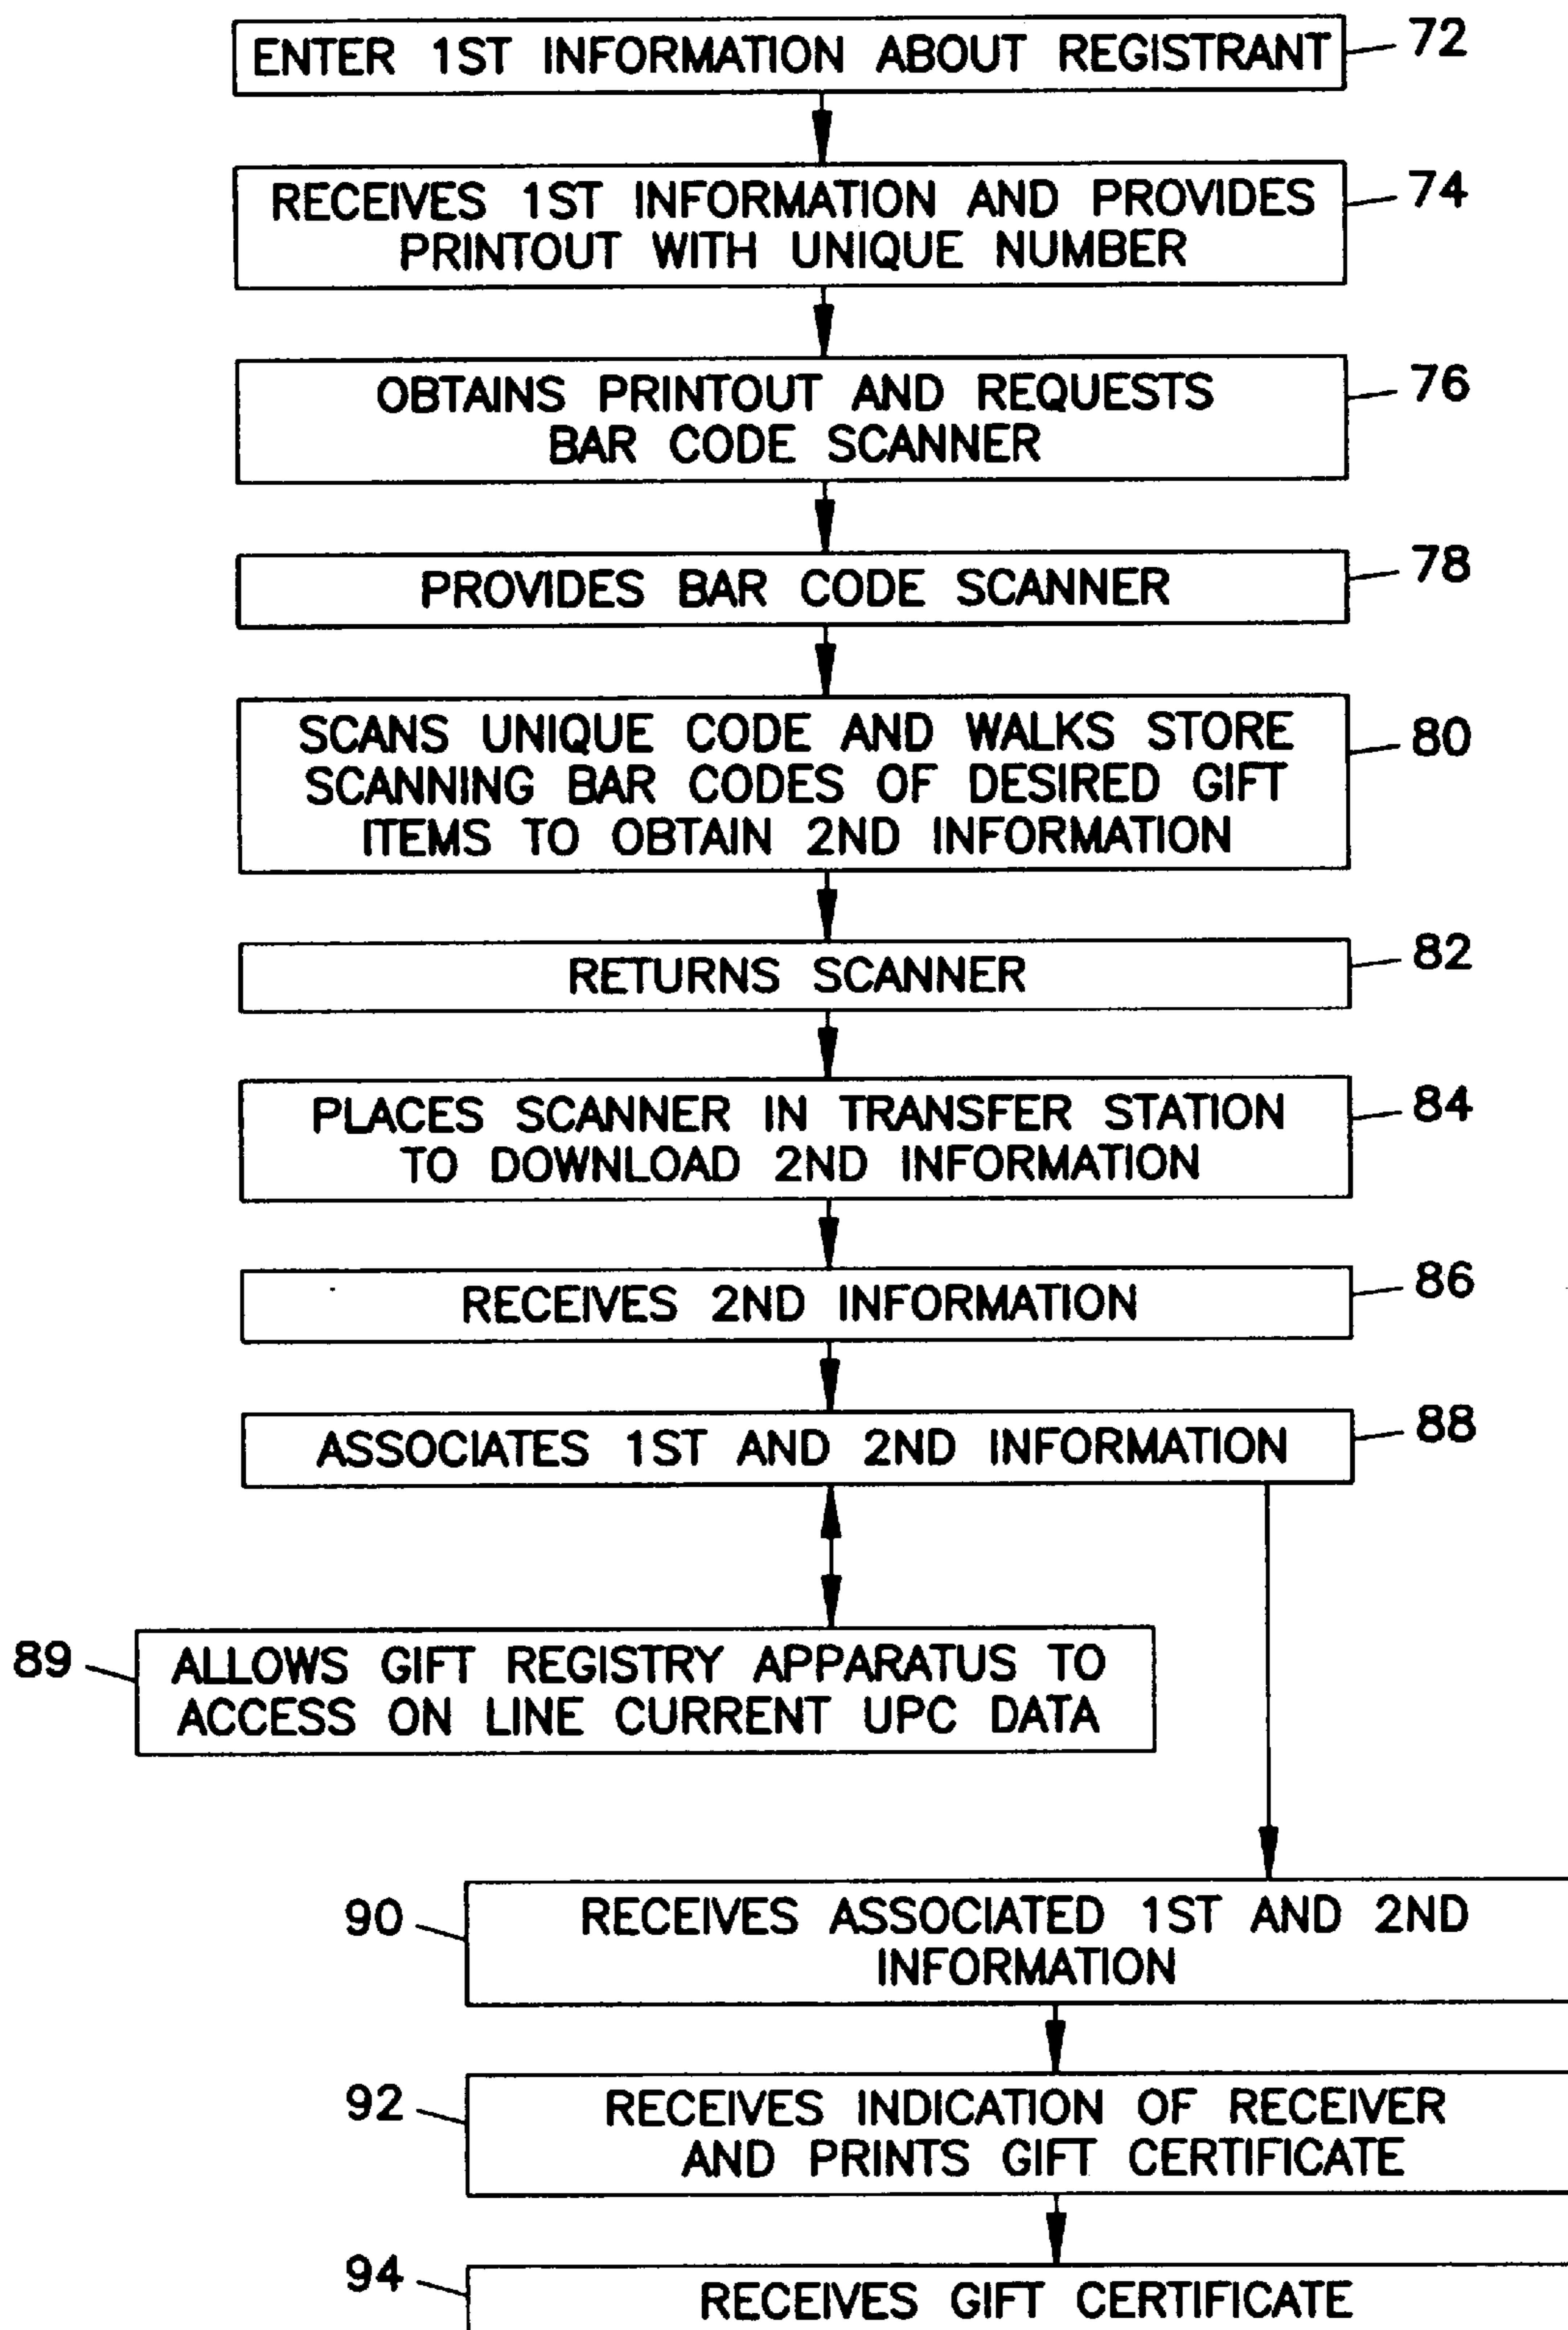 ENTER 1ST INFORMATION ABOUT REGISTRANT
72
RECEIVES 1ST INFORMATION AND PROVIDES
PRINTOUT WITH UNIQUE NUMBER
74
OBTAINS PRINTOUT AND REQUESTS
BAR CODE SCANNER
76
PROVIDES BAR CODE SCANNER
78
SCANS UNIQUE CODE AND WALKS STORE
SCANNING BAR CODES OF DESIRED GIFT
ITEMS TO OBTAIN 2ND INFORMATION
80
RETURNS SCANNER
82
PLACES SCANNER IN TRANSFER STATION
TO DOWNLOAD 2ND INFORMATION
84
RECEIVES 2ND INFORMATION
86
ASSOCIATES 1ST AND 2ND INFORMATION
88
89
ALLOWS GIFT REGISTRY APPARATUS TO
ACCESS ON LINE CURRENT UPC DATA
90
RECEIVES ASSOCIATED 1ST AND 2ND
INFORMATION
92
RECEIVES INDICATION OF RECEIVER
AND PRINTS GIFT CERTIFICATE
94
RECEIVES GIFT CERTIFICATE